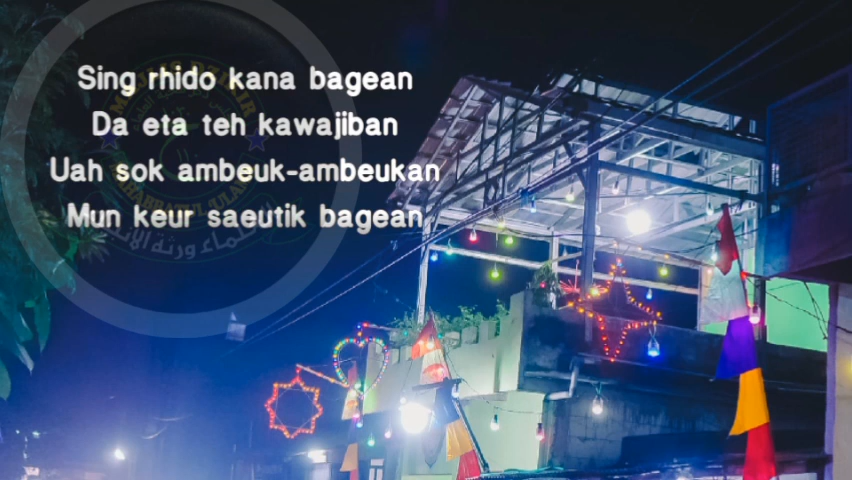 Sing rhido kana bagean
Da eta teh kawajiban
Uah sok ambeuk-ambeukan
Mun keur saeutik bagean